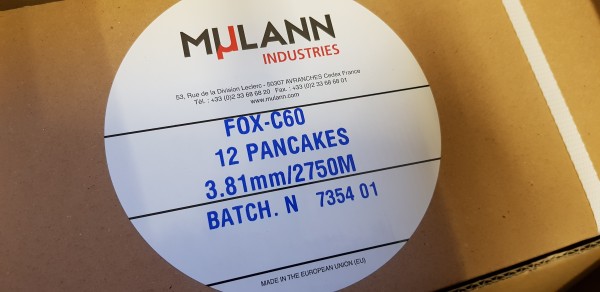 MµLANN
INDUSTRIES
53, Rue de la Division Leclerc - 50307 AVRANCHES Cedex France
Tél. : +33 (0)2 33 68 68 20 Fax. : +33 (0)2 33 68 68 01
www.mulann.com
FOX-C60
12 PANCAKES
3.81mm/2750M
BATCH. N 7354 01
MADE IN THE EUROPEAN UNION (EU)